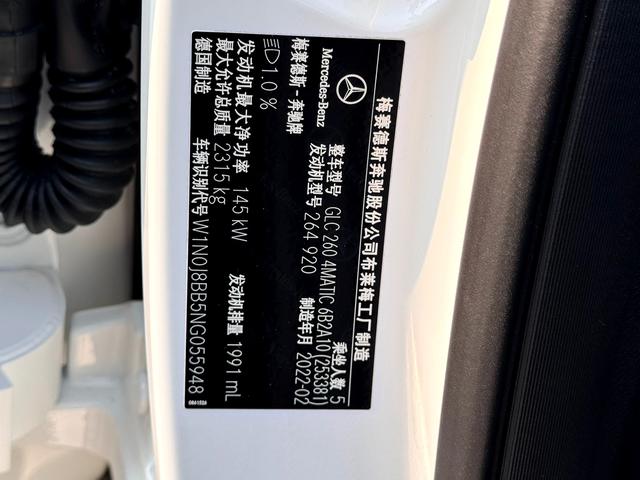 梅赛德斯奔驰股份公司布莱梅工厂制造
Mercedes-Benz
整车型号 GLC 260 4MATIC 6B2A10(253381)
乘坐人数 5
梅赛德斯-奔驰牌
发动机型号 264 920
制造年月 2022-02
1.0 %
发动机最大净功率 145 kW
发动机排量 1991 mL
最大允许总质量 2315 kg
德国制造
车辆识别代号 W1N0J8BB5NG055948